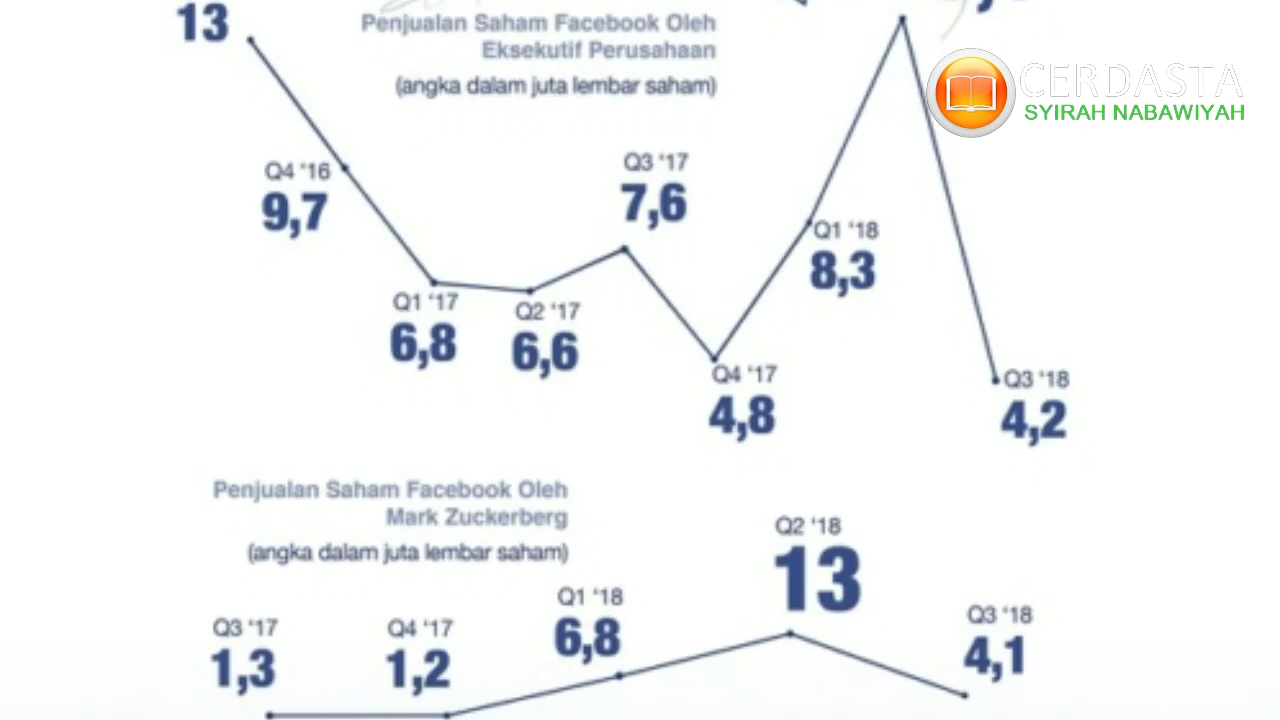 13
Penjualan Saham Facebook Oleh
Eksekutif Perusahaan
(angka dalam juta lembar saham)
CERDASTA
SYIRAH NABAWIYAH
Q4 ‘16
9,7
Q3 ‘17
7,6
Q1 ‘18
8,3
Q1 ‘17
6,8
Q2 ‘17
6,6
Q4 ‘17
4,8
Q3 ‘18
4,2
Penjualan Saham Facebook Oleh
Mark Zuckerberg
(angka dalam juta lembar saham)
Q3 ‘17
1,3
Q4 ‘17
1,2
Q1 ‘18
6,8
Q2 ‘18
13
Q3 ‘18
4,1